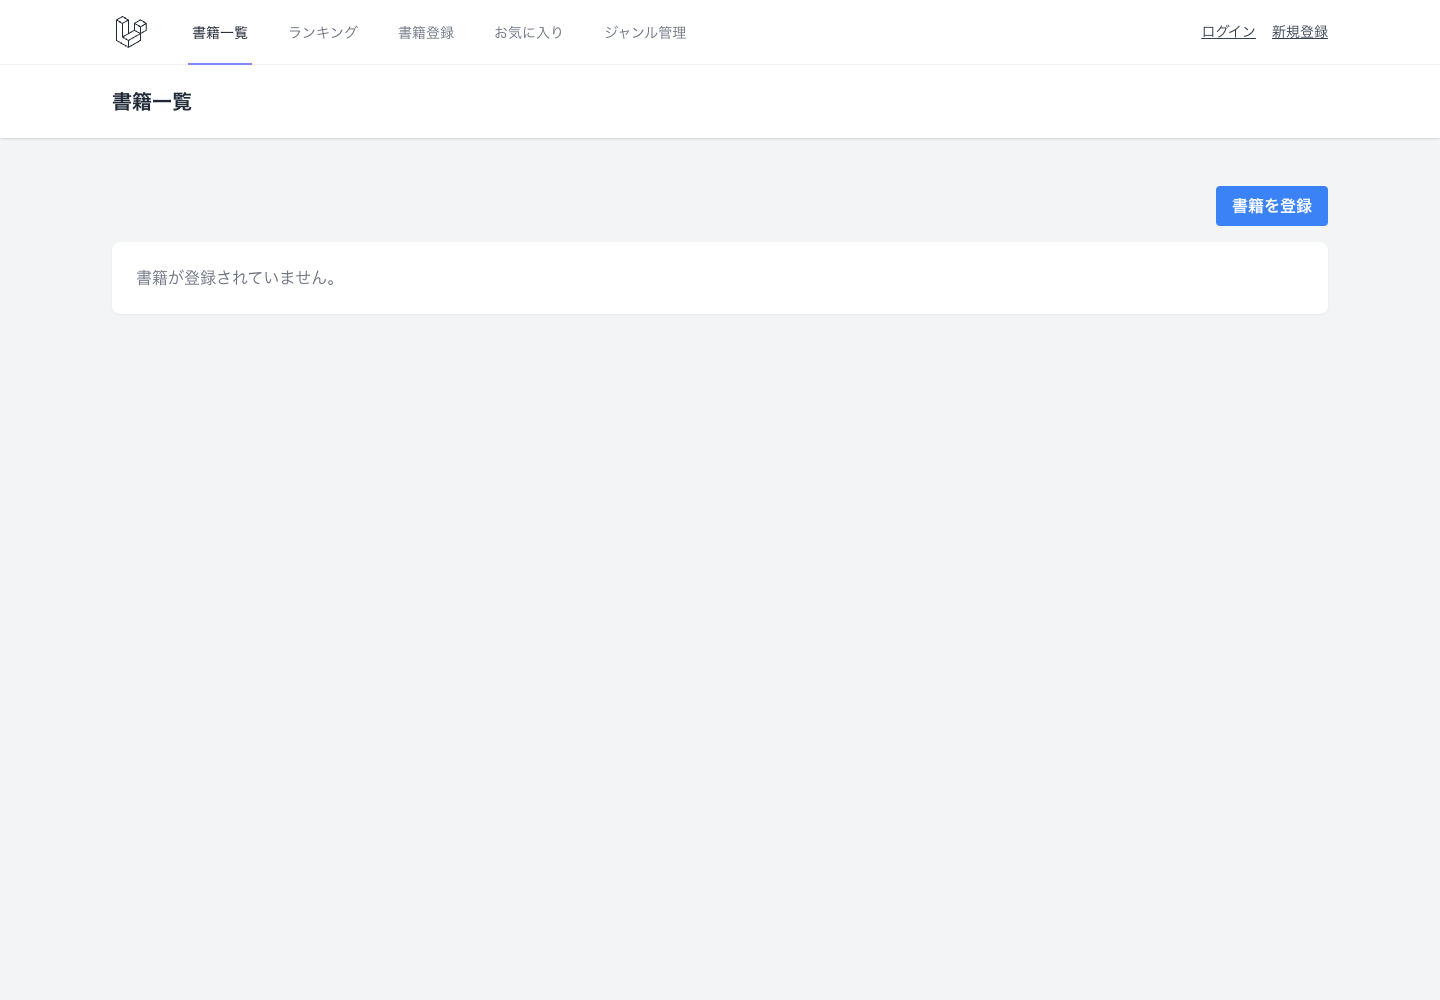 書籍一覧 ランキング 書籍登録 お気に入り ジャンル管理 ログイン 新規登録
書籍一覧
書籍を登録
書籍が登録されていません。